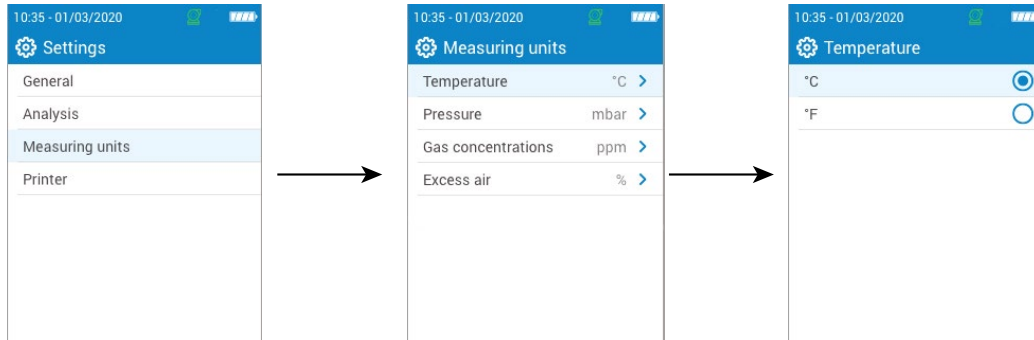 10:35 - 01/03/2020
Settings
General
Analysis
Measuring units
Printer
10:35 - 01/03/2020
Measuring units
Temperature °C
Pressure mbar
Gas concentrations ppm
Excess air %
10:35 - 01/03/2020
Temperature
°C
°F